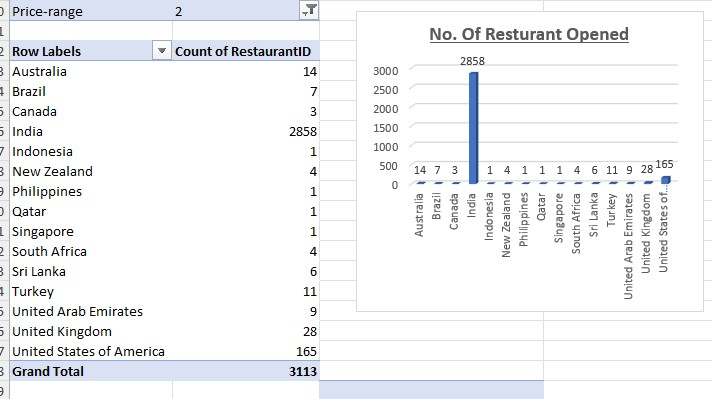 Price-range 2
Row Labels Count of RestaurantID
Australia 14
Brazil 7
Canada 3
India 2858
Indonesia 1
New Zealand 4
Philippines 1
Qatar 1
Singapore 1
South Africa 4
Sri Lanka 6
Turkey 11
United Arab Emirates 9
United Kingdom 28
United States of America 165
Grand Total 3113
No. Of Resturant Opened
2858
3000
2500
2000
1500
1000
500
0
14 7 3 1 4 1 1 1 4 6 11 9 28 165
Australia
Brazil
Canada
India
Indonesia
New Zealand
Philippines
Qatar
Singapore
South Africa
Sri Lanka
Turkey
United Arab Emirates
United Kingdom
United States of…